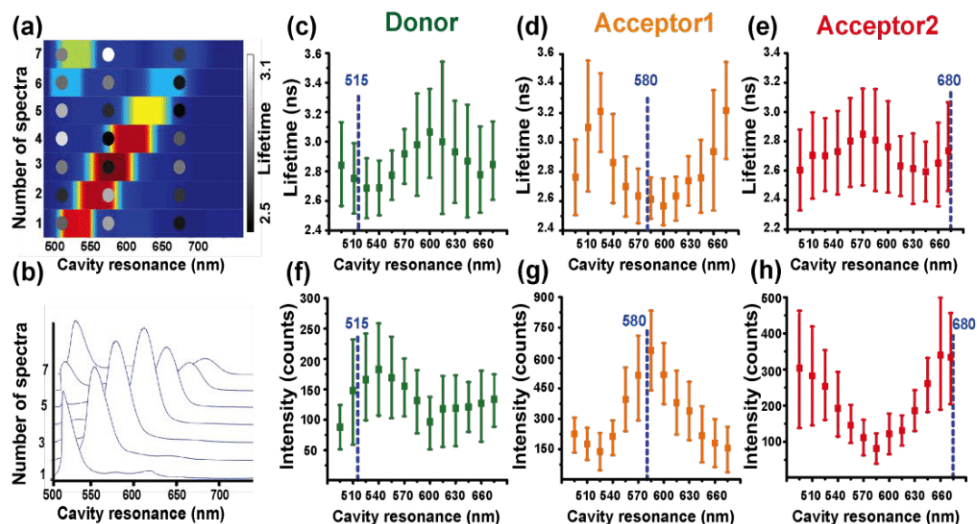 (a)
Number of spectra
7
6
5
4
3
2
1
500 550 600 650 700
Cavity resonance (nm)
3.1
Lifetime
2.5
(b)
Number of spectra
7
5
3
1
500 550 600 650 700
Cavity resonance (nm)
Donor
(c)
Lifetime (ns)
3.6
3.4
3.2
3.0
2.8
2.6
2.4
2.2
515
510 540 570 600 630 660
Cavity resonance (nm)
Acceptor1
(d)
Lifetime (ns)
3.6
3.4
3.2
3.0
2.8
2.6
2.4
580
510 540 570 600 630 660
Cavity resonance (nm)
Acceptor2
(e)
Lifetime (ns)
3.6
3.4
3.2
3.0
2.8
2.6
2.4
2.2
680
510 540 570 600 630 660
Cavity resonance (nm)
(f)
Intensity (counts)
300
250
200
150
100
50
515
510 540 570 600 630 660
Cavity resonance (nm)
(g)
Intensity (counts)
900
750
600
450
300
150
580
510 540 570 600 630 660
Cavity resonance (nm)
(h)
Intensity (counts)
600
500
400
300
200
100
680
510 540 570 600 630 660
Cavity resonance (nm)